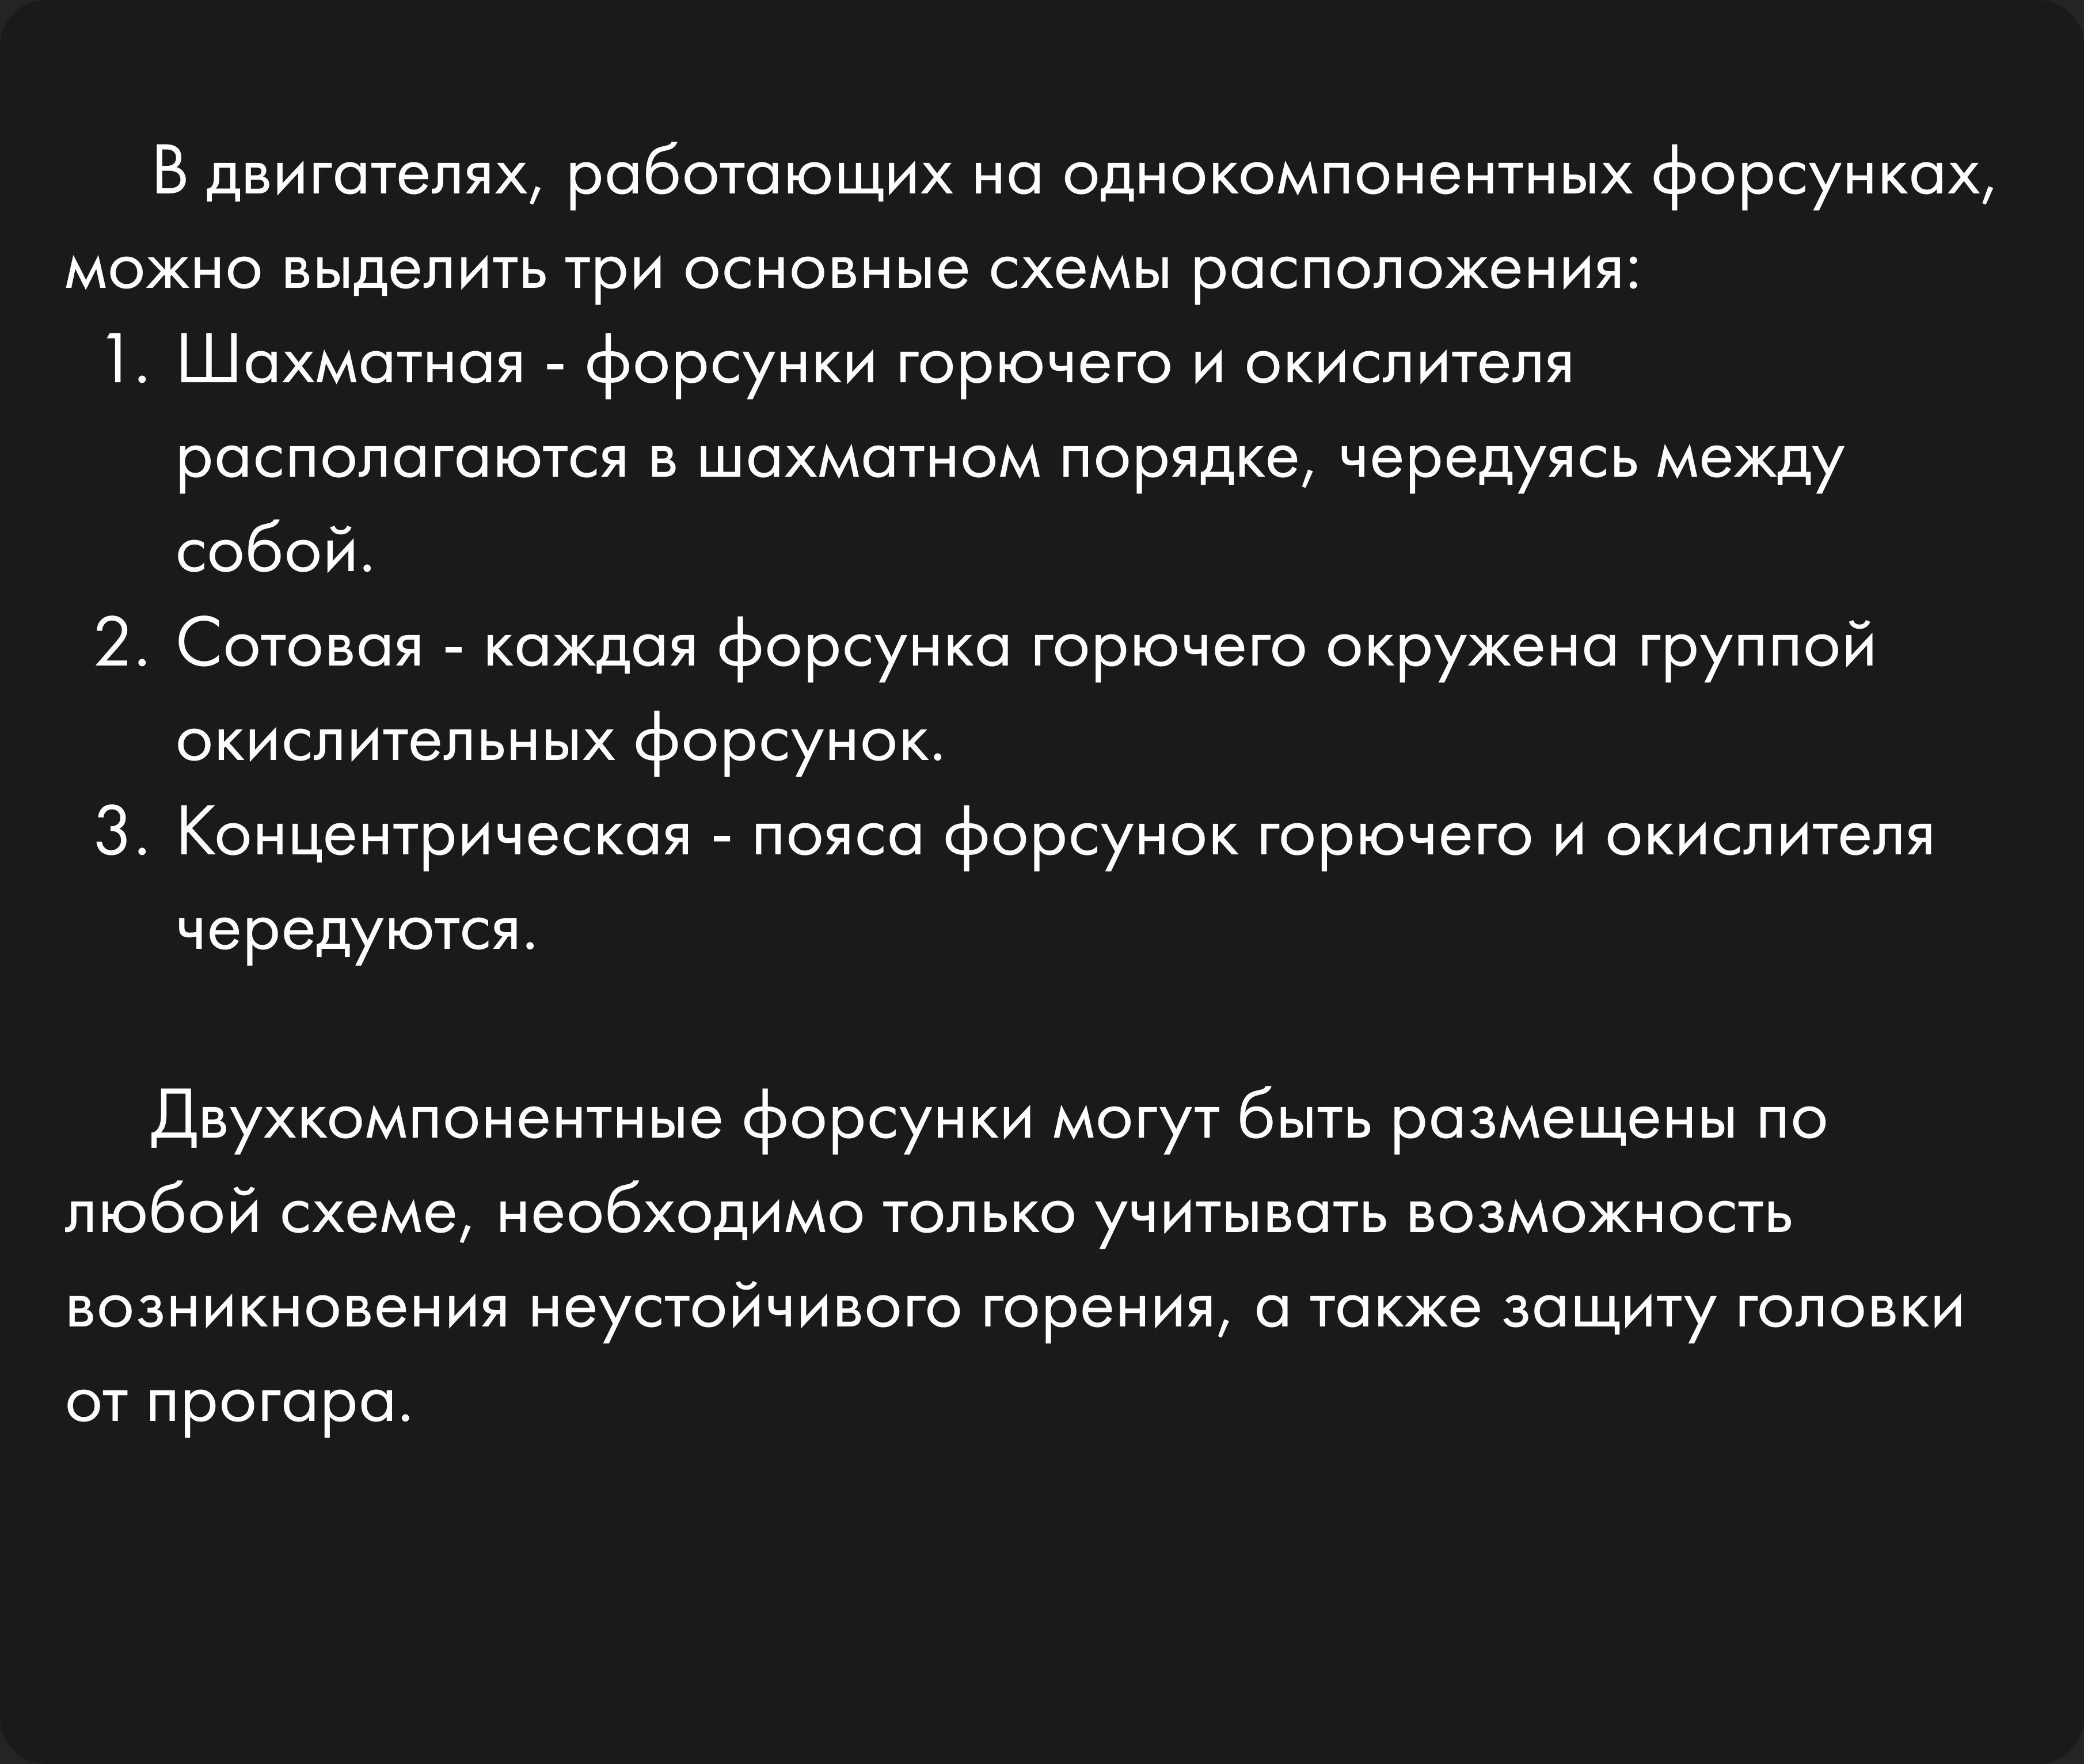 В двигателях, работающих на однокомпонентных форсунках,
можно выделить три основные схемы расположения:
1. Шахматная - форсунки горючего и окислителя
располагаются в шахматном порядке, чередуясь между
собой.
2. Сотовая - каждая форсунка горючего окружена группой
окислительных форсунок.
3. Концентрическая - пояса форсунок горючего и окислителя
чередуются.
Двухкомпонентные форсунки могут быть размещены по
любой схеме, необходимо только учитывать возможность
возникновения неустойчивого горения, а также защиту головки
от прогара.